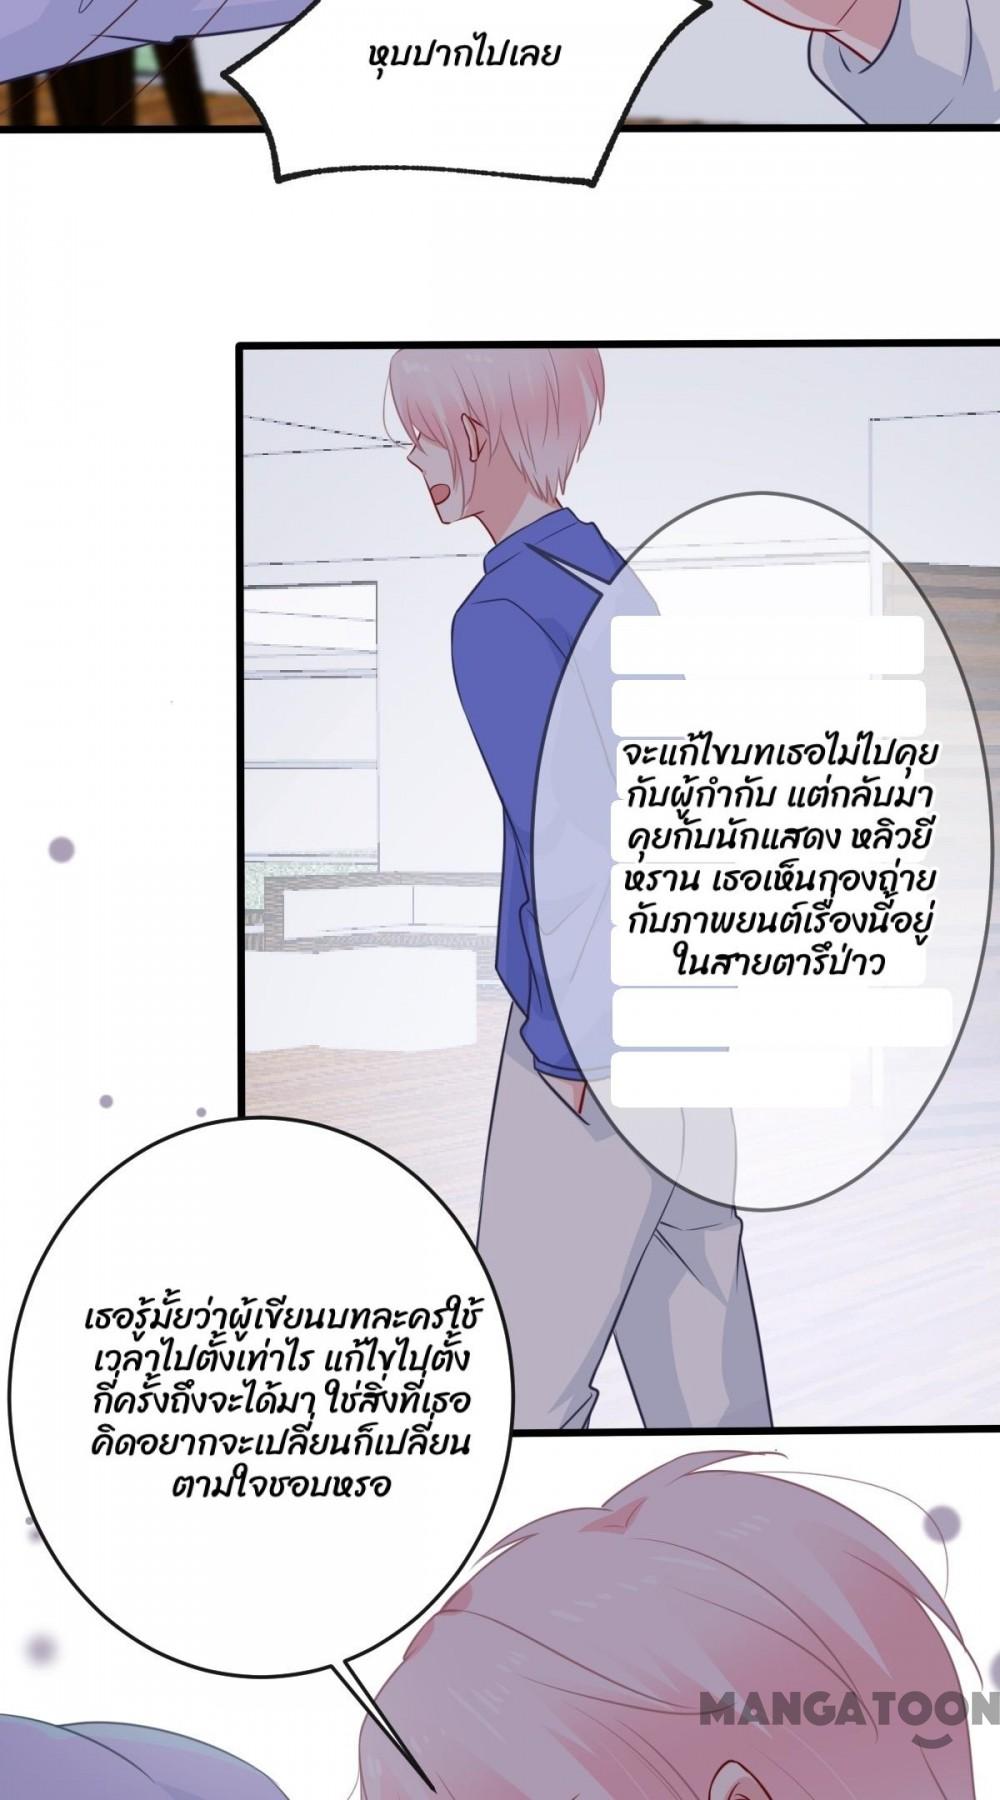 หุบปากไปเลย
จะแก้ไขบทเธอไม่ไปคุย
กับผู้กำกับ แต่กลับมา
คุยกับนักแสดง หลิวยี
หราน เธอเห็นกองถ่าย
กับภาพยนต์เรื่องนี้อยู่
ในสายตารึป่าว
เธอรู้มั้ยว่าผู้เขียนบทละครใช้
เวลาไปตั้งเท่าไร แก้ไขไปตั้ง
กี่ครั้งถึงจะได้มา ใช่สิ่งที่เธอ
คิดอยากจะเปลี่ยนก็เปลี่ยน
ตามใจชอบหรอ
MANGATOON